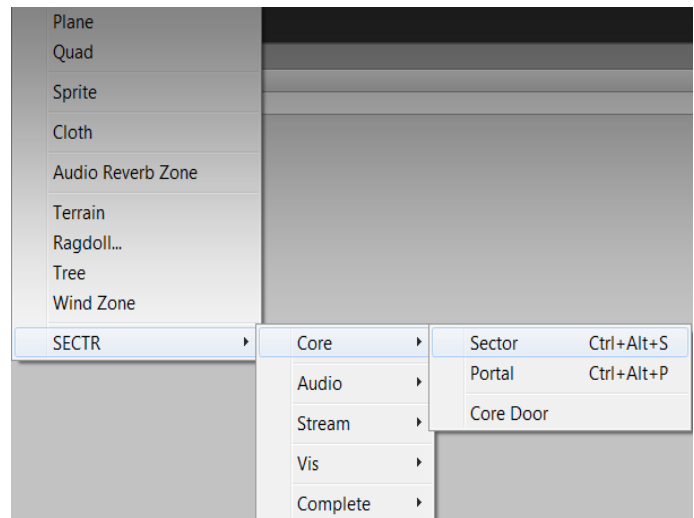 Plane
Quad
Sprite
Cloth
Audio Reverb Zone
Terrain
Ragdoll...
Tree
Wind Zone
SECTR
Core
Audio
Stream
Vis
Complete
Sector Ctrl+Alt+S
Portal Ctrl+Alt+P
Core Door